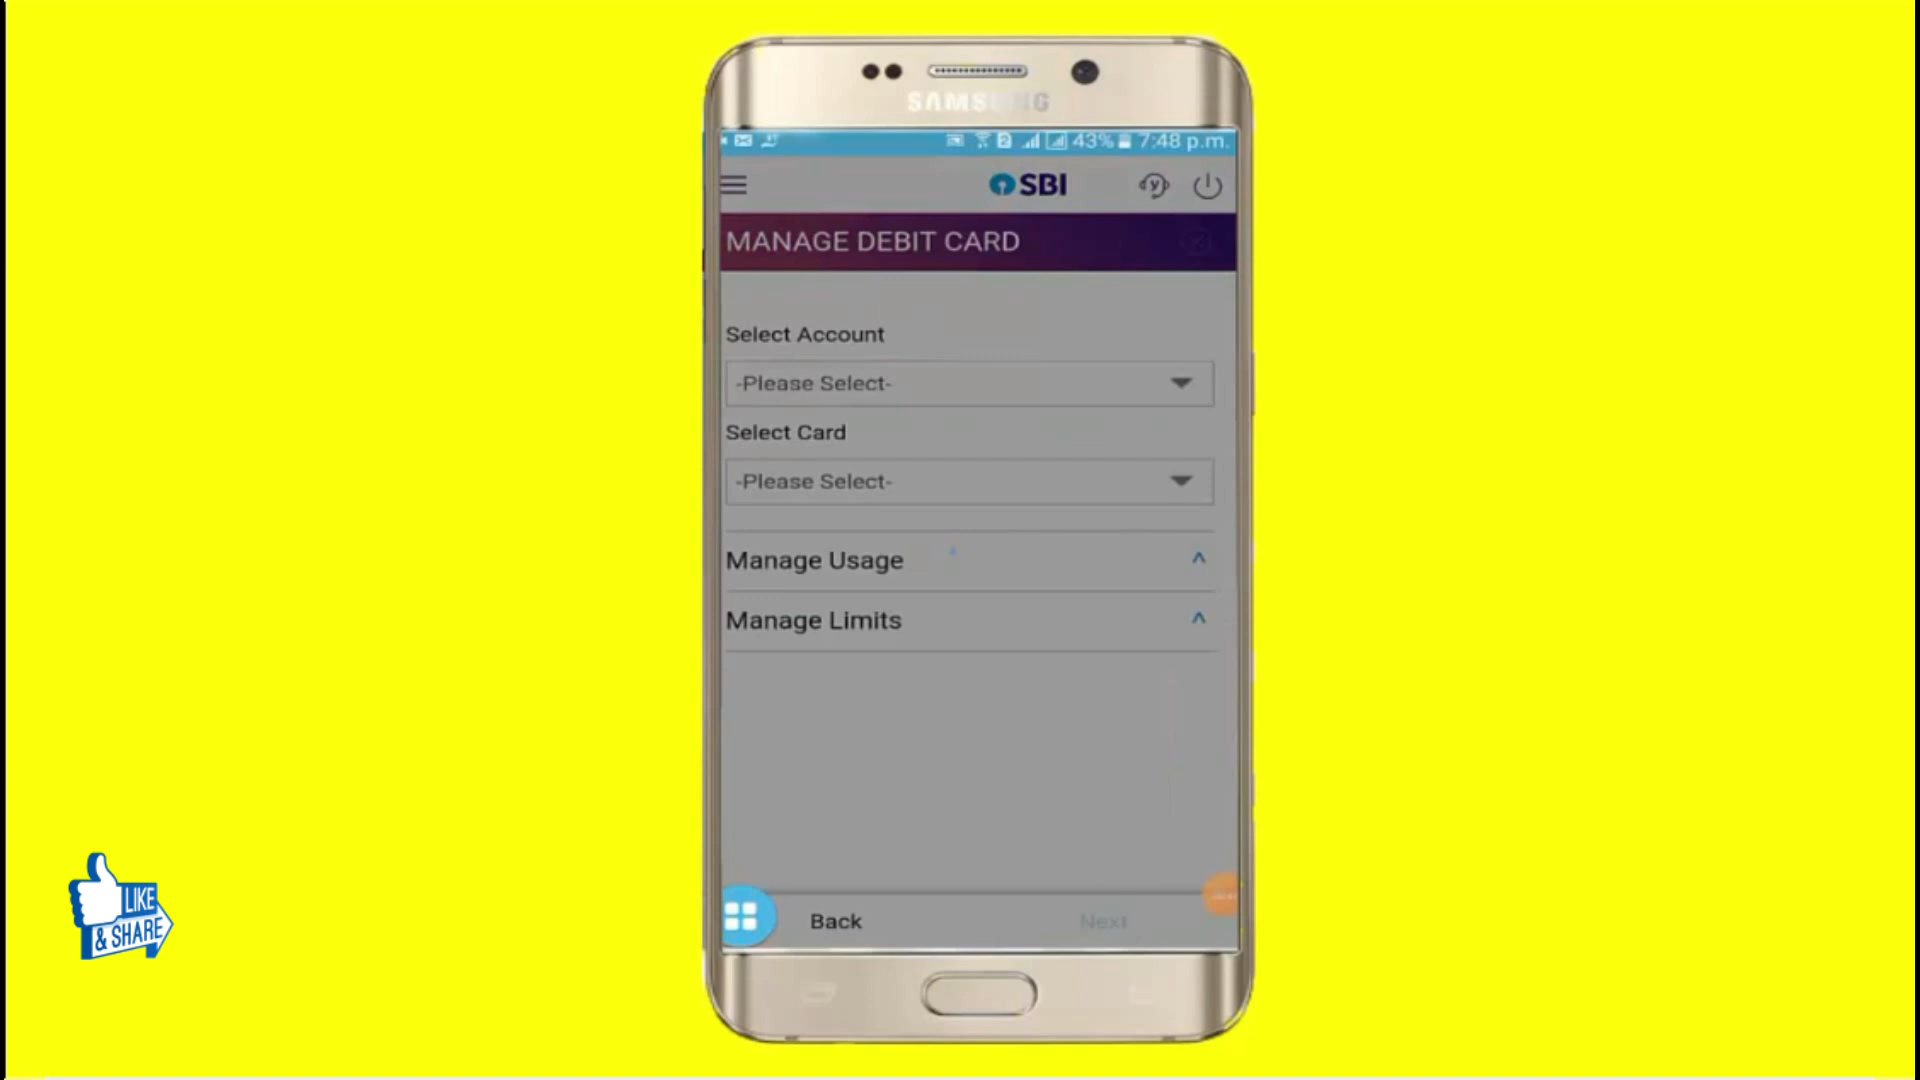 SAMSUNG
43% 7:48 p.m.
SBI
MANAGE DEBIT CARD
Select Account
-Please Select-
Select Card
-Please Select-
Manage Usage
Manage Limits
Back
Next
LIKE
& SHARE